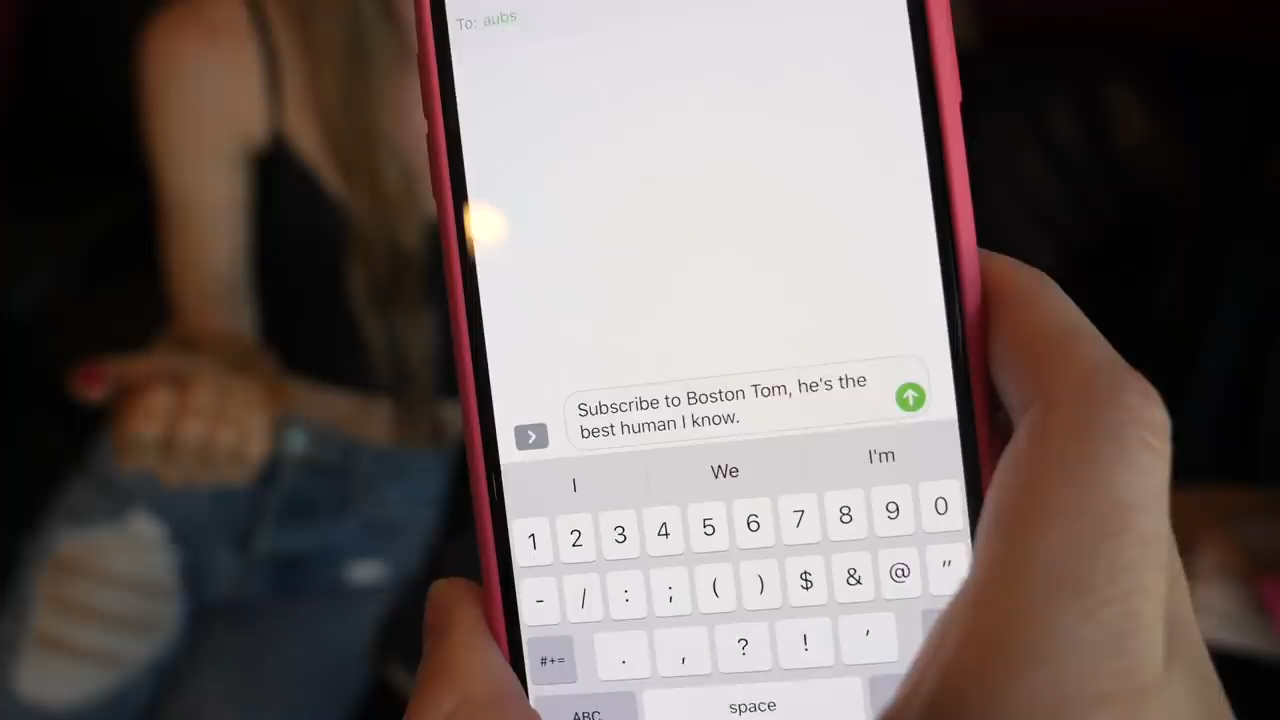 To: aubs
Subscribe to Boston Tom, he's the
best human I know.
I We I'm
1 2 3 4 5 6 7 8 9 0
- / : ; ( ) $ & @ "
#+= . , ? ! '
ABC space